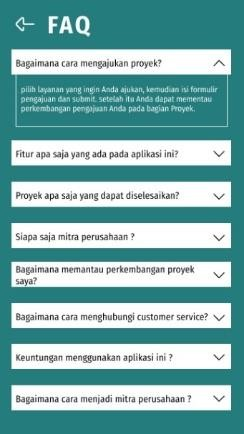 FAQ
Bagaimana cara mengajukan proyek?
pilih layanan yang ingin Anda ajukan, kemudian isi formulir
pengajuan dan submit. setelah itu Anda dapat mementau
perkembangan pengajuan Anda pada bagian Proyek.
Fitur apa saja yang ada pada aplikasi ini?
Proyek apa saja yang dapat diselesaikan?
Siapa saja mitra perusahaan ?
Bagaimana memantau perkembangan proyek
saya?
Bagaimana cara menghubungi customer service?
Keuntungan menggunakan aplikasi ini ?
Bagaimana cara menjadi mitra perusahaan ?